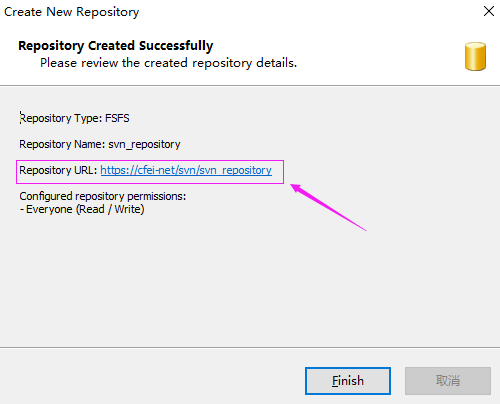 Create New Repository
Repository Created Successfully
Please review the created repository details.
Repository Type: FSFS
Repository Name: svn_repository
Repository URL: https://cfei-net/svn/svn_repository
Configured repository permissions:
- Everyone (Read / Write)
Finish
取消